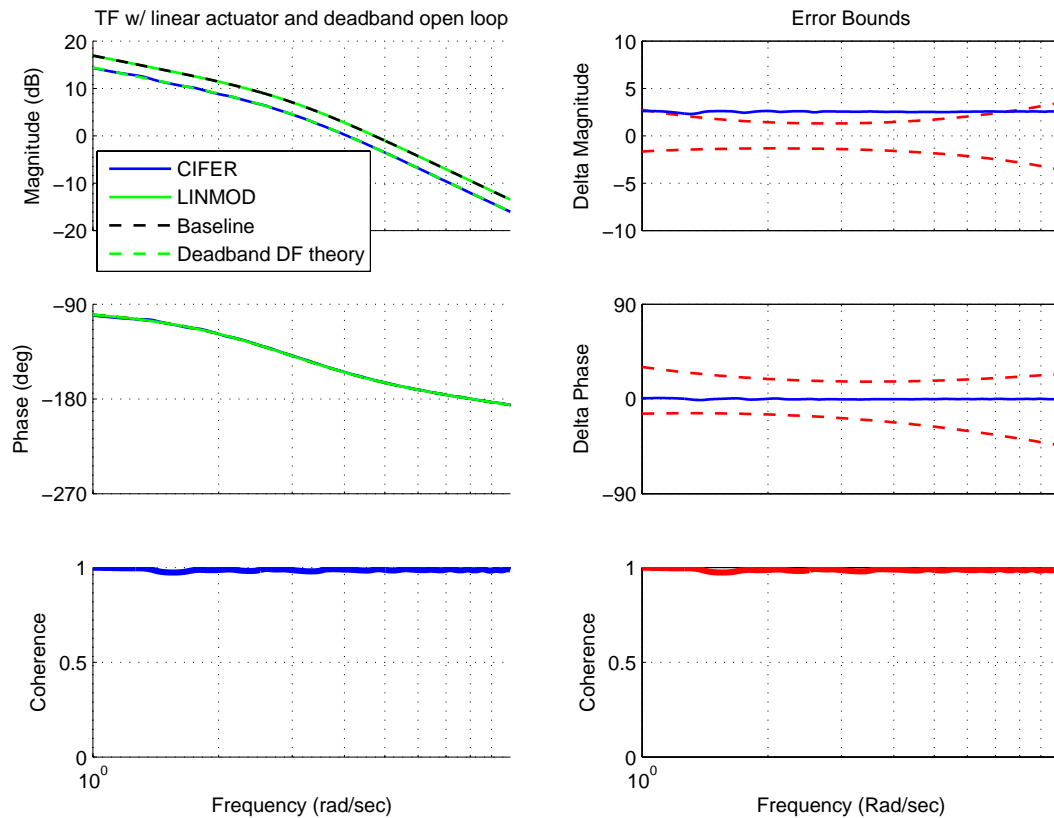 TF w/ linear actuator and deadband open loop
20
10
0
−10
−20
Magnitude (dB)
CIFER
LINMOD
Baseline
Deadband DF theory
Error Bounds
10
5
0
−5
−10
Delta Magnitude
−90
−180
−270
Phase (deg)
90
0
−90
Delta Phase
1
0.5
0
Coherence
10^0
Frequency (rad/sec)
1
0.5
0
Coherence
10^0
Frequency (Rad/sec)